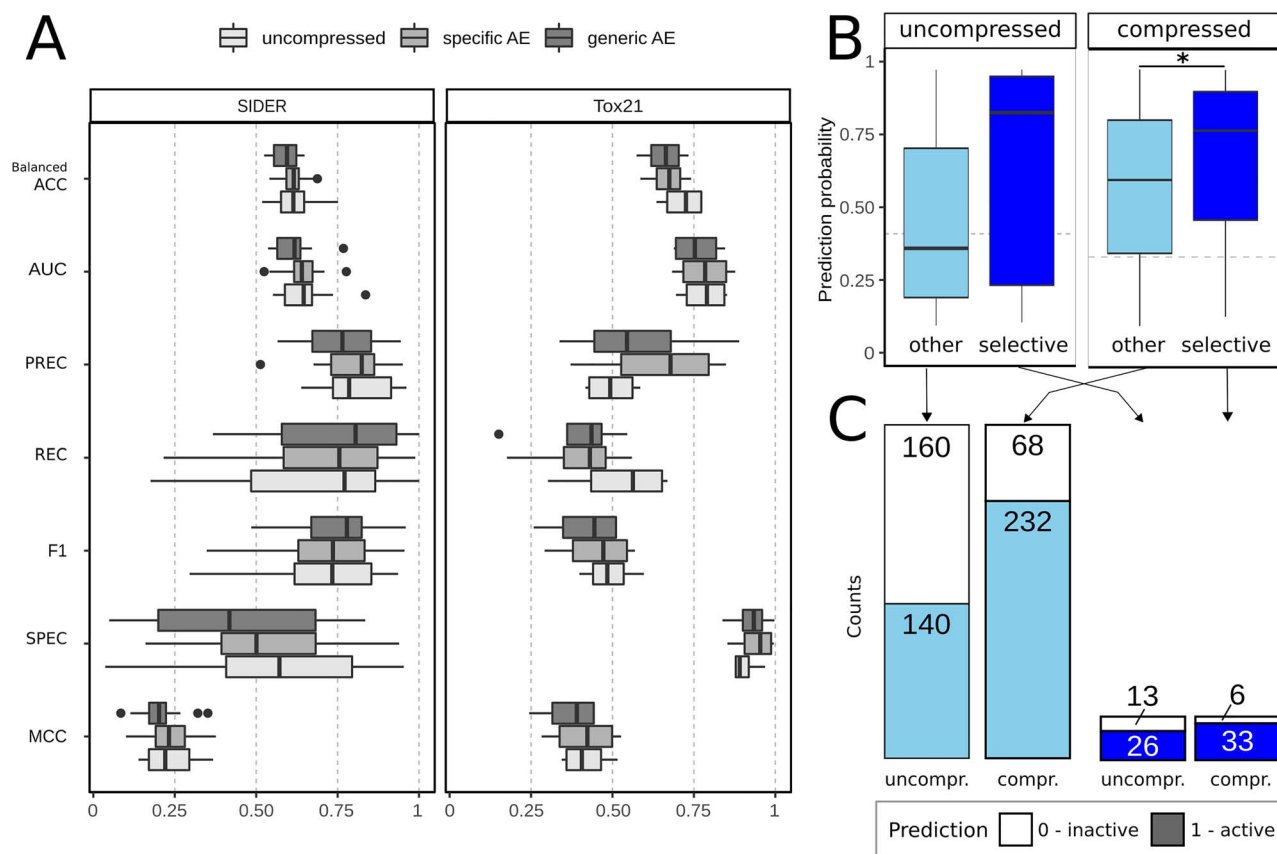 A
uncompressed specific AE generic AE
SIDER Tox21
Balanced
ACC
AUC
PREC
REC
F1
SPEC
MCC
0 0.25 0.50 0.75 1 0 0.25 0.50 0.75 1
B
uncompressed compressed
Prediction probability
1
0.75
0.50
0.25
0
*
other selective other selective
C
Counts
160 68
140 232
13 6
26 33
uncompr. compr. uncompr. compr.
Prediction 0 - inactive 1 - active